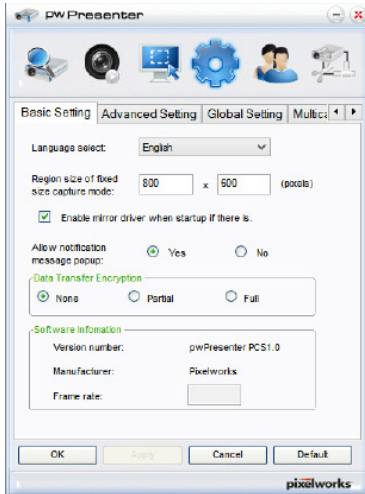 pwPresenter
Basic Setting Advanced Setting Global Setting Multica
Language select: English
Region size of fixed
size capture mode: 800 x 600 (pixels)
Enable mirror driver when startup if there is.
Allow notification
message popup: Yes No
Data Transfer Encryption
None Partial Full
Software Infomation
Version number: pwPresenter PCS1.0
Manufacturer: Pixelworks
Frame rate:
OK Apply Cancel Default
pixelworks